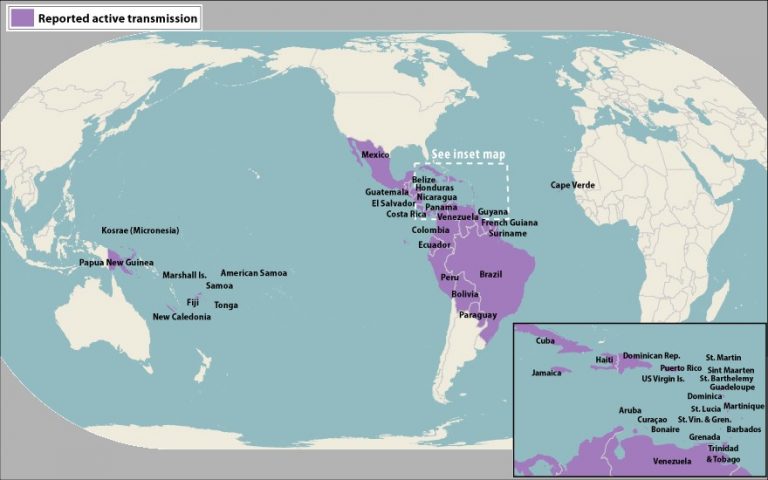 Reported active transmission
See inset map
Mexico
Belize
Guatemala
Honduras
Nicaragua
El Salvador
Panama
Costa Rica
Venezuela
Guyana
French Guiana
Suriname
Colombia
Ecuador
Peru
Brazil
Bolivia
Paraguay
Cape Verde
Kosrae (Micronesia)
Papua New Guinea
Marshall Is.
American Samoa
Samoa
Fiji
Tonga
New Caledonia
Cuba
Haiti
Dominican Rep.
St. Martin
Jamaica
Puerto Rico
Sint Maarten
US Virgin Is.
St. Barthelemy
Guadeloupe
Dominica
Aruba
St. Lucia
Martinique
Curaçao
St. Vin. & Gren.
Bonaire
Barbados
Grenada
Trinidad
& Tobago
Venezuela